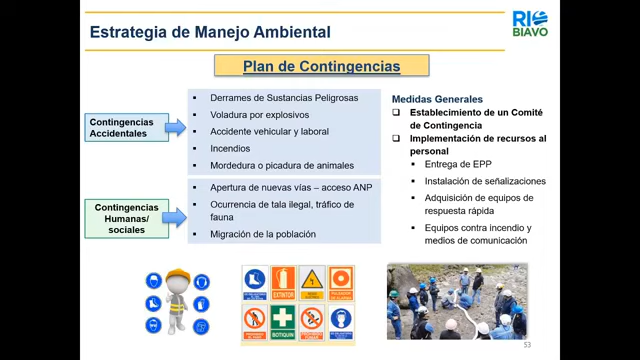 Estrategia de Manejo Ambiental
RIO
BIAVO
Plan de Contingencias
Contingencias
Accidentales
Derrames de Sustancias Peligrosas
Voladura por explosivos
Accidente vehicular y laboral
Incendios
Mordedura o picadura de animales
Contingencias
Humanas/
sociales
Apertura de nuevas vías – acceso ANP
Ocurrencia de tala ilegal, tráfico de
fauna
Migración de la población
Medidas Generales
Establecimiento de un Comité
de Contingencia
Implementación de recursos al
personal
Entrega de EPP
Instalación de señalizaciones
Adquisición de equipos de
respuesta rápida
Equipos contra incendio y
medios de comunicación
EXTINTOR
BOTIQUIN
53